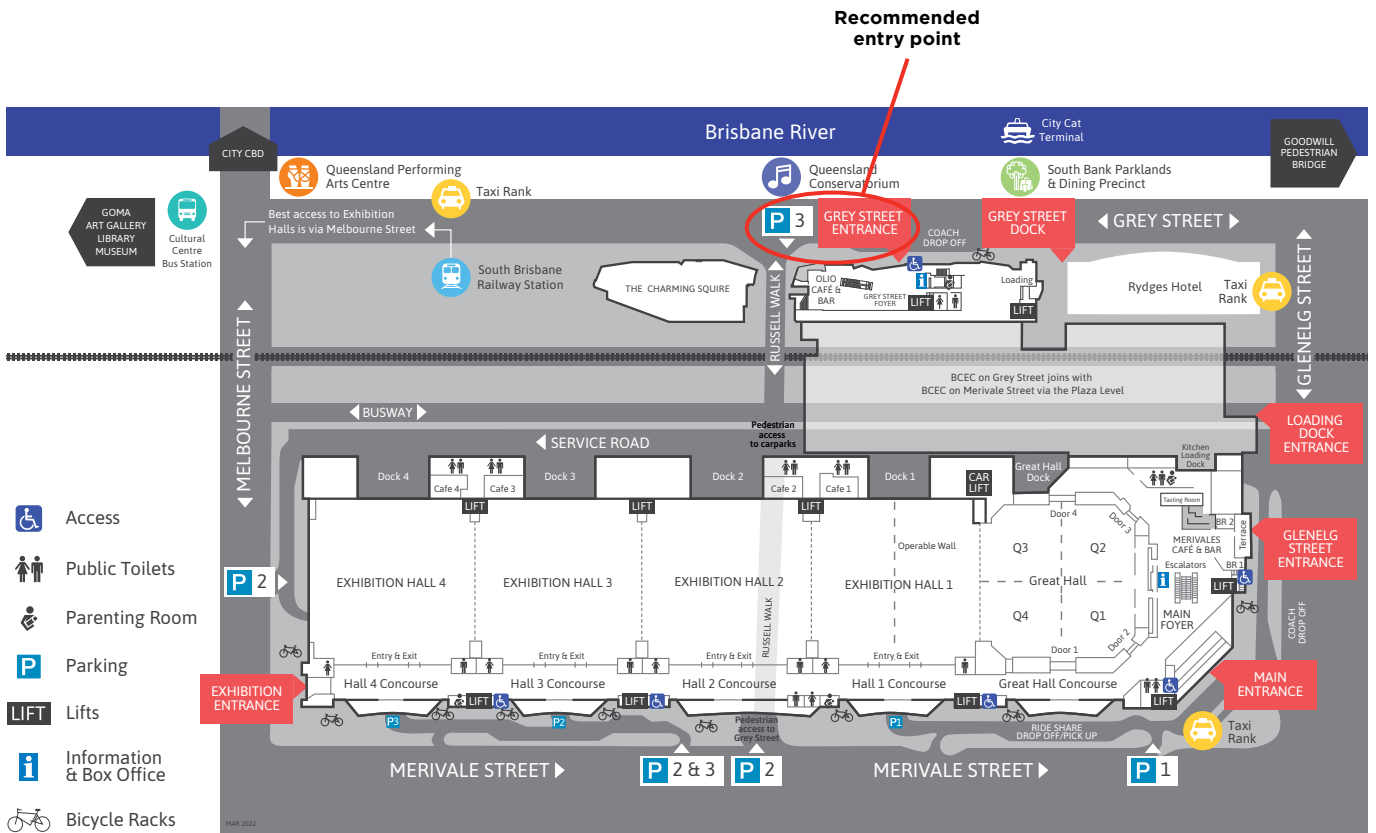 Recommended
entry point
Brisbane River
City Cat
Terminal
CITY CBD
GOODWILL
PEDESTRIAN
BRIDGE
Queensland Performing
Arts Centre
Taxi Rank
Queensland
Conservatorium
South Bank Parklands
& Dining Precinct
GOMA
ART GALLERY
LIBRARY
MUSEUM
Cultural
Centre
Bus Station
Best access to Exhibition
Halls is via Melbourne Street
P 3
GREY STREET
ENTRANCE
COACH
DROP OFF
GREY STREET
DOCK
GREY STREET
South Brisbane
Railway Station
THE CHARMING SQUIRE
RUSSELL WALK
OLIO
CAFÉ &
BAR
GREY STREET
FOYER
i
LIFT
Loading
LIFT
Rydges Hotel
Taxi
Rank
GLENELG STREET
MELBOURNE STREET
BCEC on Grey Street joins with
BCEC on Merivale Street via the Plaza Level
BUSWAY
SERVICE ROAD
Pedestrian
access
to carparks
LOADING
DOCK
ENTRANCE
Dock 4
Cafe 4
Cafe 3
Dock 3
Dock 2
Cafe 2
Cafe 1
Dock 1
CAR
LIFT
Great Hall
Dock
Kitchen
Loading
Dock
LIFT
LIFT
LIFT
Tasting Room
BR 2
Terrace
Door 4
Door 3
Operable Wall
MERIVALES
CAFÉ & BAR
GLENELG
STREET
ENTRANCE
Q3
Q2
Escalators
BR 1
EXHIBITION HALL 4
EXHIBITION HALL 3
EXHIBITION HALL 2
EXHIBITION HALL 1
Great Hall
i
LIFT
P 2
Q4
Q1
MAIN
FOYER
RUSSELL WALK
Door 2
Door 1
COACH
DROP OFF
Entry & Exit
Entry & Exit
Entry & Exit
Entry & Exit
Hall 4 Concourse
Hall 3 Concourse
Hall 2 Concourse
Hall 1 Concourse
Great Hall Concourse
EXHIBITION
ENTRANCE
MAIN
ENTRANCE
LIFT
LIFT
LIFT
LIFT
P3
P2
P1
Pedestrian
access to
Grey Street
RIDE SHARE
DROP OFF/PICK UP
Taxi
Rank
MERIVALE STREET
P 2 & 3
P 2
MERIVALE STREET
P 1
Access
Public Toilets
Parenting Room
P Parking
LIFT Lifts
i Information
& Box Office
Bicycle Racks
MAR 2022